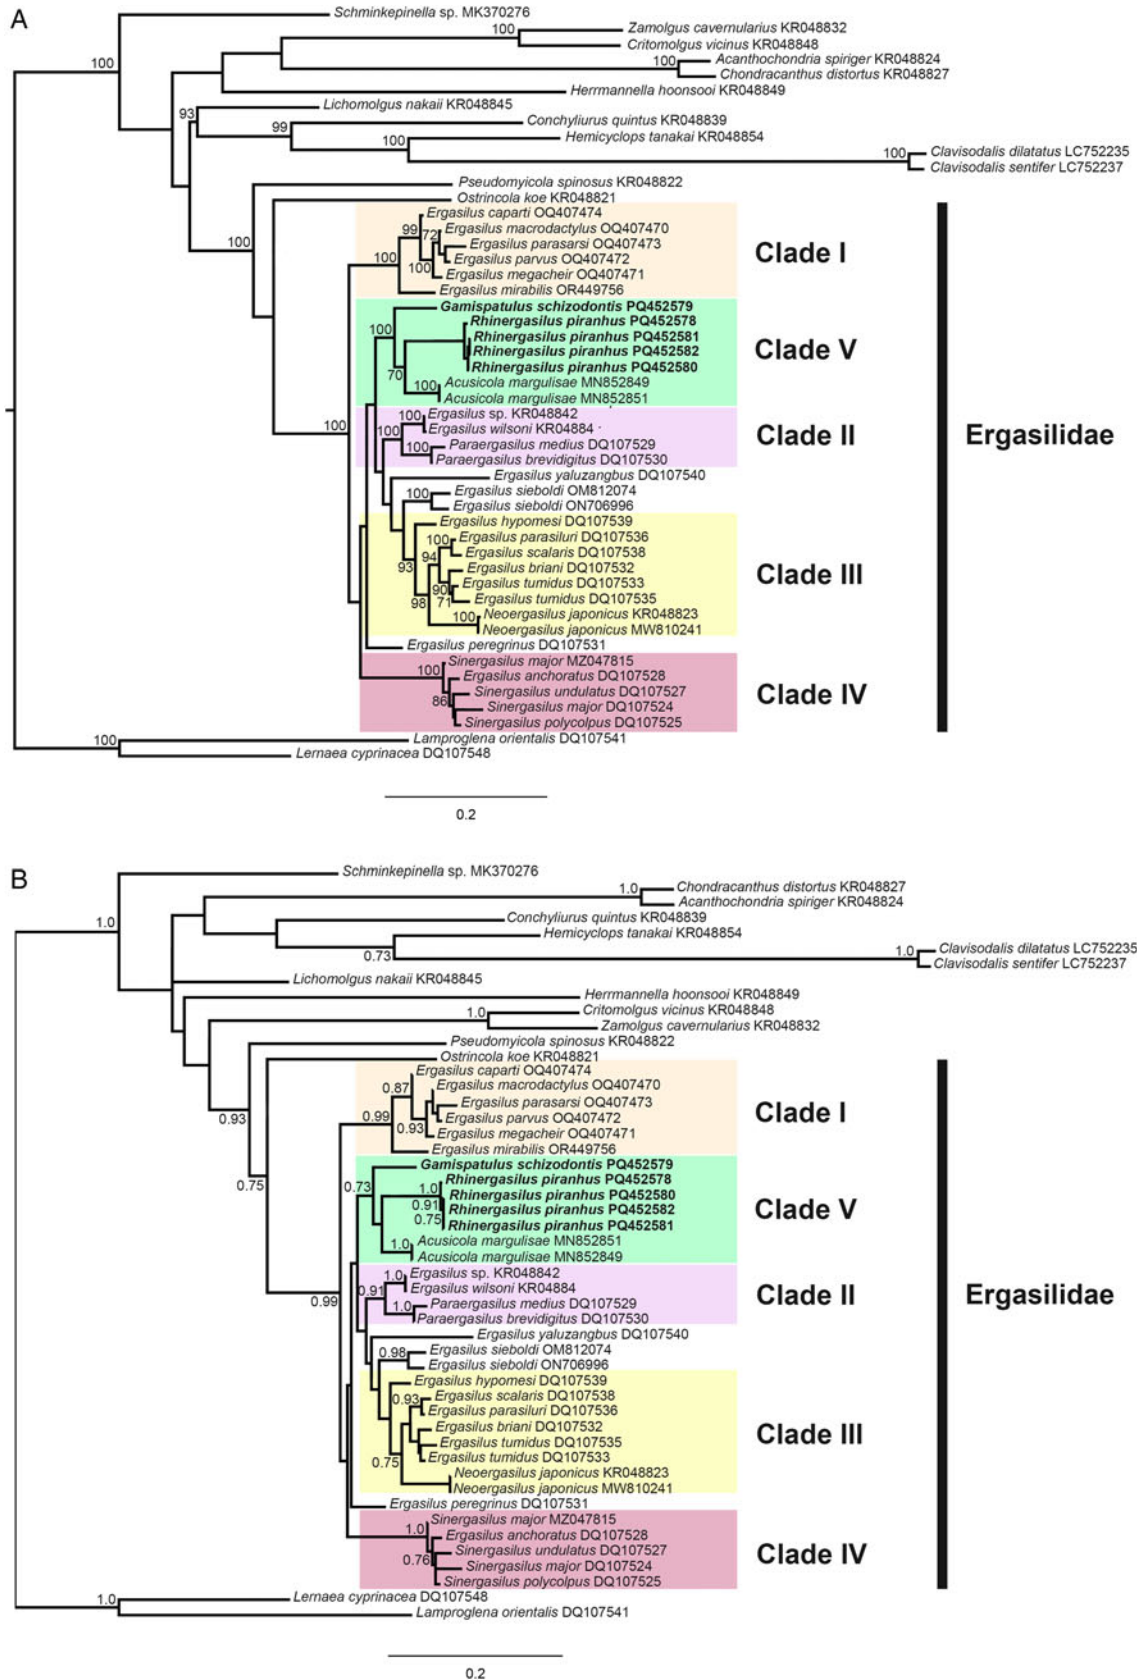 A
Schminkepinella sp. MK370276
100
Zamolgus cavernularius KR048832
100
Critomolgus vicinus KR048848
Acanthochondria spiriger KR048824
100
Chondracanthus distortus KR048827
100
Herrmannella hoonsooi KR048849
Lichomolgus nakaii KR048845
93
Conchyliurus quintus KR048839
99
Hemicyclops tanakai KR048854
100
Clavisodalis dilatatus LC752235
100
Clavisodalis sentifer LC752237
Pseudomyicola spinosus KR048822
Ostrincola koe KR048821
100
Ergasilus caparti OQ407474
99
72
Ergasilus macrodactylus OQ407470
Ergasilus parasarsi OQ407473
Ergasilus parvus OQ407472
100
100
Ergasilus megacheir OQ407471
Ergasilus mirabilis OR449756
Clade I
Gamispatulus schizodontis PQ452579
Rhinergasilus piranhus PQ452578
100
Rhinergasilus piranhus PQ452581
Rhinergasilus piranhus PQ452582
Rhinergasilus piranhus PQ452580
70
Acusicola margulisae MN852849
100
Acusicola margulisae MN852851
Clade V
Ergasilus sp. KR048842
100
Ergasilus wilsoni KR04884
100
100
Paraergasilus medius DQ107529
100
Paraergasilus brevidigitus DQ107530
Clade II
Ergasilidae
Ergasilus yaluzangbus DQ107540
Ergasilus sieboldi OM812074
100
Ergasilus sieboldi ON706996
Ergasilus hypomesi DQ107539
Ergasilus parasiluri DQ107536
100
Ergasilus scalaris DQ107538
94
93
Ergasilus briani DQ107532
Ergasilus tumidus DQ107533
90
Ergasilus tumidus DQ107535
98
71
Neoergasilus japonicus KR048823
100
Neoergasilus japonicus MW810241
Clade III
Ergasilus peregrinus DQ107531
Sinergasilus major MZ047815
100
Ergasilus anchoratus DQ107528
Sinergasilus undulatus DQ107527
86
Sinergasilus major DQ107524
Sinergasilus polycolpus DQ107525
Clade IV
Lamproglena orientalis DQ107541
100
Lernaea cyprinacea DQ107548
0.2
B
Schminkepinella sp. MK370276
1.0
Chondracanthus distortus KR048827
1.0
Acanthochondria spiriger KR048824
Conchyliurus quintus KR048839
Hemicyclops tanakai KR048854
0.73
Clavisodalis dilatatus LC752235
1.0
Clavisodalis sentifer LC752237
Lichomolgus nakaii KR048845
Herrmannella hoonsooi KR048849
Critomolgus vicinus KR048848
1.0
Zamolgus cavernularius KR048832
Pseudomyicola spinosus KR048822
Ostrincola koe KR048821
0.93
0.75
Ergasilus caparti OQ407474
0.87
Ergasilus macrodactylus OQ407470
Ergasilus parasarsi OQ407473
0.99
Ergasilus parvus OQ407472
0.93
Ergasilus megacheir OQ407471
Ergasilus mirabilis OR449756
Clade I
Gamispatulus schizodontis PQ452579
0.73
Rhinergasilus piranhus PQ452578
1.0
Rhinergasilus piranhus PQ452580
0.91
Rhinergasilus piranhus PQ452582
0.75
Rhinergasilus piranhus PQ452581
Acusicola margulisae MN852851
1.0
Acusicola margulisae MN852849
Clade V
Ergasilus sp. KR048842
1.0
Ergasilus wilsoni KR04884
0.91
0.99
Paraergasilus medius DQ107529
1.0
Paraergasilus brevidigitus DQ107530
Clade II
Ergasilidae
Ergasilus yaluzangbus DQ107540
Ergasilus sieboldi OM812074
0.98
Ergasilus sieboldi ON706996
Ergasilus hypomesi DQ107539
Ergasilus scalaris DQ107538
0.93
Ergasilus parasiluri DQ107536
Ergasilus briani DQ107532
Ergasilus tumidus DQ107535
Ergasilus tumidus DQ107533
0.75
Neoergasilus japonicus KR048823
Neoergasilus japonicus MW810241
Clade III
Ergasilus peregrinus DQ107531
Sinergasilus major MZ047815
1.0
Ergasilus anchoratus DQ107528
Sinergasilus undulatus DQ107527
0.76
Sinergasilus major DQ107524
Sinergasilus polycolpus DQ107525
Clade IV
Lernaea cyprinacea DQ107548
1.0
Lamproglena orientalis DQ107541
0.2